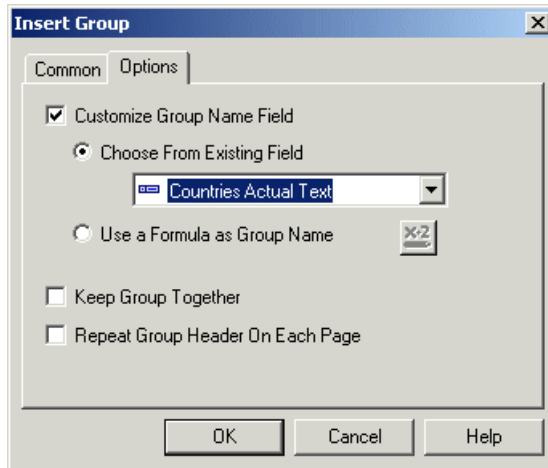 Insert Group
Common Options
Customize Group Name Field
Choose From Existing Field
Countries Actual Text
Use a Formula as Group Name X+2
Keep Group Together
Repeat Group Header On Each Page
OK Cancel Help